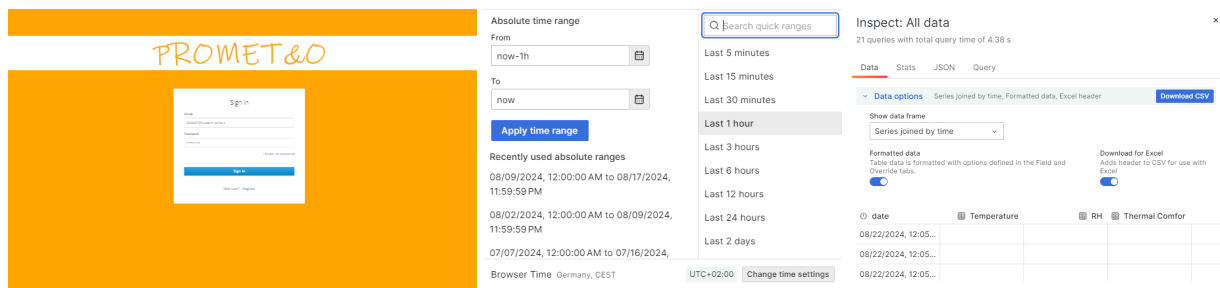 PROMET&O
Sign In
Email
Password
Sign In
New user? Register
Absolute time range
From
now-1h
To
now
Apply time range
Recently used absolute ranges
08/09/2024, 12:00:00 AM to 08/17/2024,
11:59:59 PM
08/02/2024, 12:00:00 AM to 08/09/2024,
11:59:59 PM
07/07/2024, 12:00:00 AM to 07/16/2024,
Search quick ranges
Last 5 minutes
Last 15 minutes
Last 30 minutes
Last 1 hour
Last 3 hours
Last 6 hours
Last 12 hours
Last 24 hours
Last 2 days
Browser Time Germany, CEST
UTC+02:00 Change time settings
Inspect: All data
21 queries with total query time of 4.38 s
Data Stats JSON Query
Data options Series joined by time, Formatted data, Excel header Download CSV
Show data frame
Series joined by time
Formatted data
Table data is formatted with options defined in the Field and
Override tabs.
Download for Excel
Adds header to CSV for use with
Excel
date Temperature RH Thermal Comfor
08/22/2024, 12:05...
08/22/2024, 12:05...
08/22/2024, 12:05...